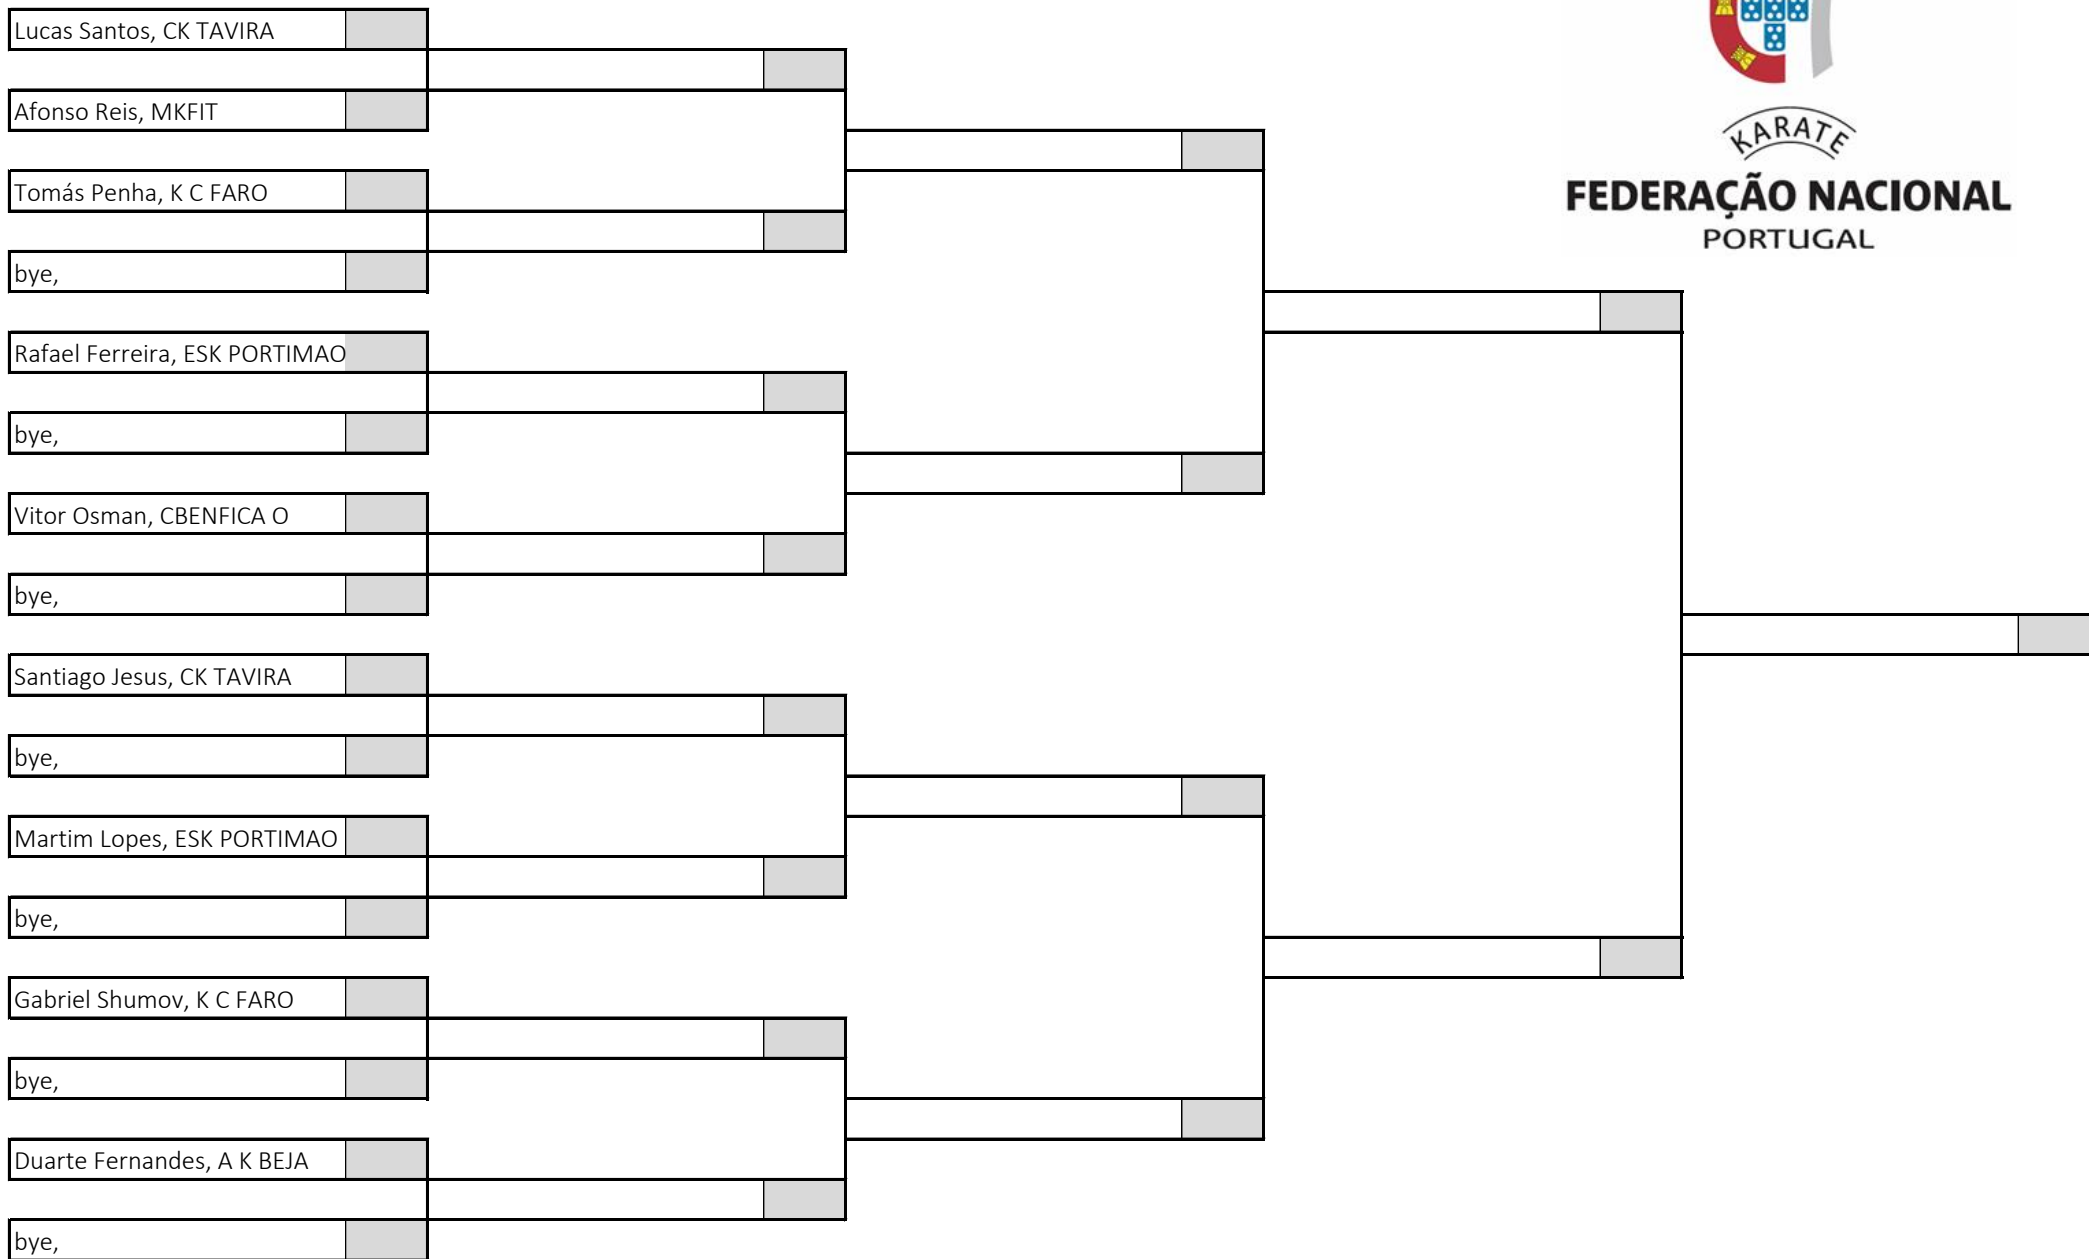 Lucas Santos, CK TAVIRA
Afonso Reis, MKFIT
KARATE
Tomás Penha, K C FARO
FEDERAÇÃO NACIONAL
PORTUGAL
bye,
Rafael Ferreira, ESK PORTIMAO
bye,
Vitor Osman, CBENFICA O
bye,
Santiago Jesus, CK TAVIRA
bye,
Martim Lopes, ESK PORTIMAO
bye,
Gabriel Shumov, K C FARO
bye,
Duarte Fernandes, A K BEJA
bye,